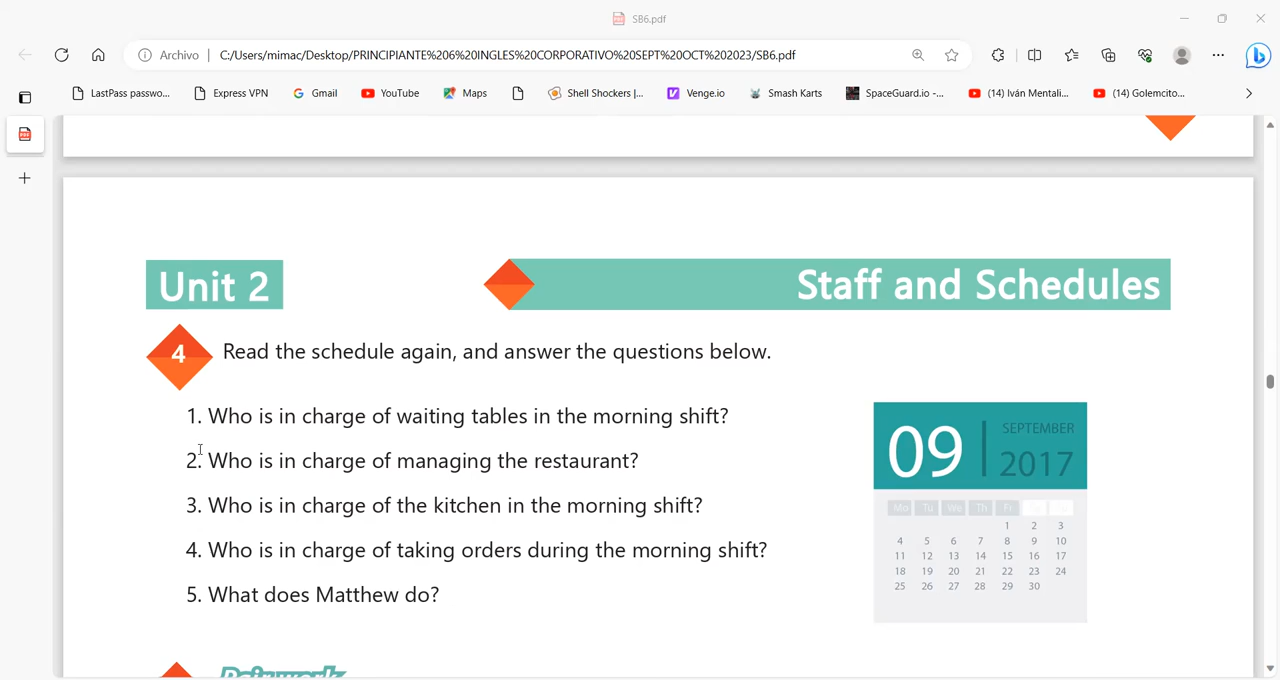 SB6.pdf
Archivo | C:/Users/mimac/Desktop/PRINCIPIANTE%206%20INGLES%20CORPORATIVO%20SEPT%20OCT%202023/SB6.pdf
LastPass passwo... Express VPN Gmail YouTube Maps Shell Shockers |... Venge.io Smash Karts SpaceGuard.io -... (14) Iván Mentali... (14) Golemcito...
Unit 2 Staff and Schedules
4 Read the schedule again, and answer the questions below.
1. Who is in charge of waiting tables in the morning shift?
2. Who is in charge of managing the restaurant?
3. Who is in charge of the kitchen in the morning shift?
4. Who is in charge of taking orders during the morning shift?
5. What does Matthew do?
09 SEPTEMBER
2017
Mo Tu We Th Fr
1 2 3
4 5 6 7 8 9 10
11 12 13 14 15 16 17
18 19 20 21 22 23 24
25 26 27 28 29 30
Pair work